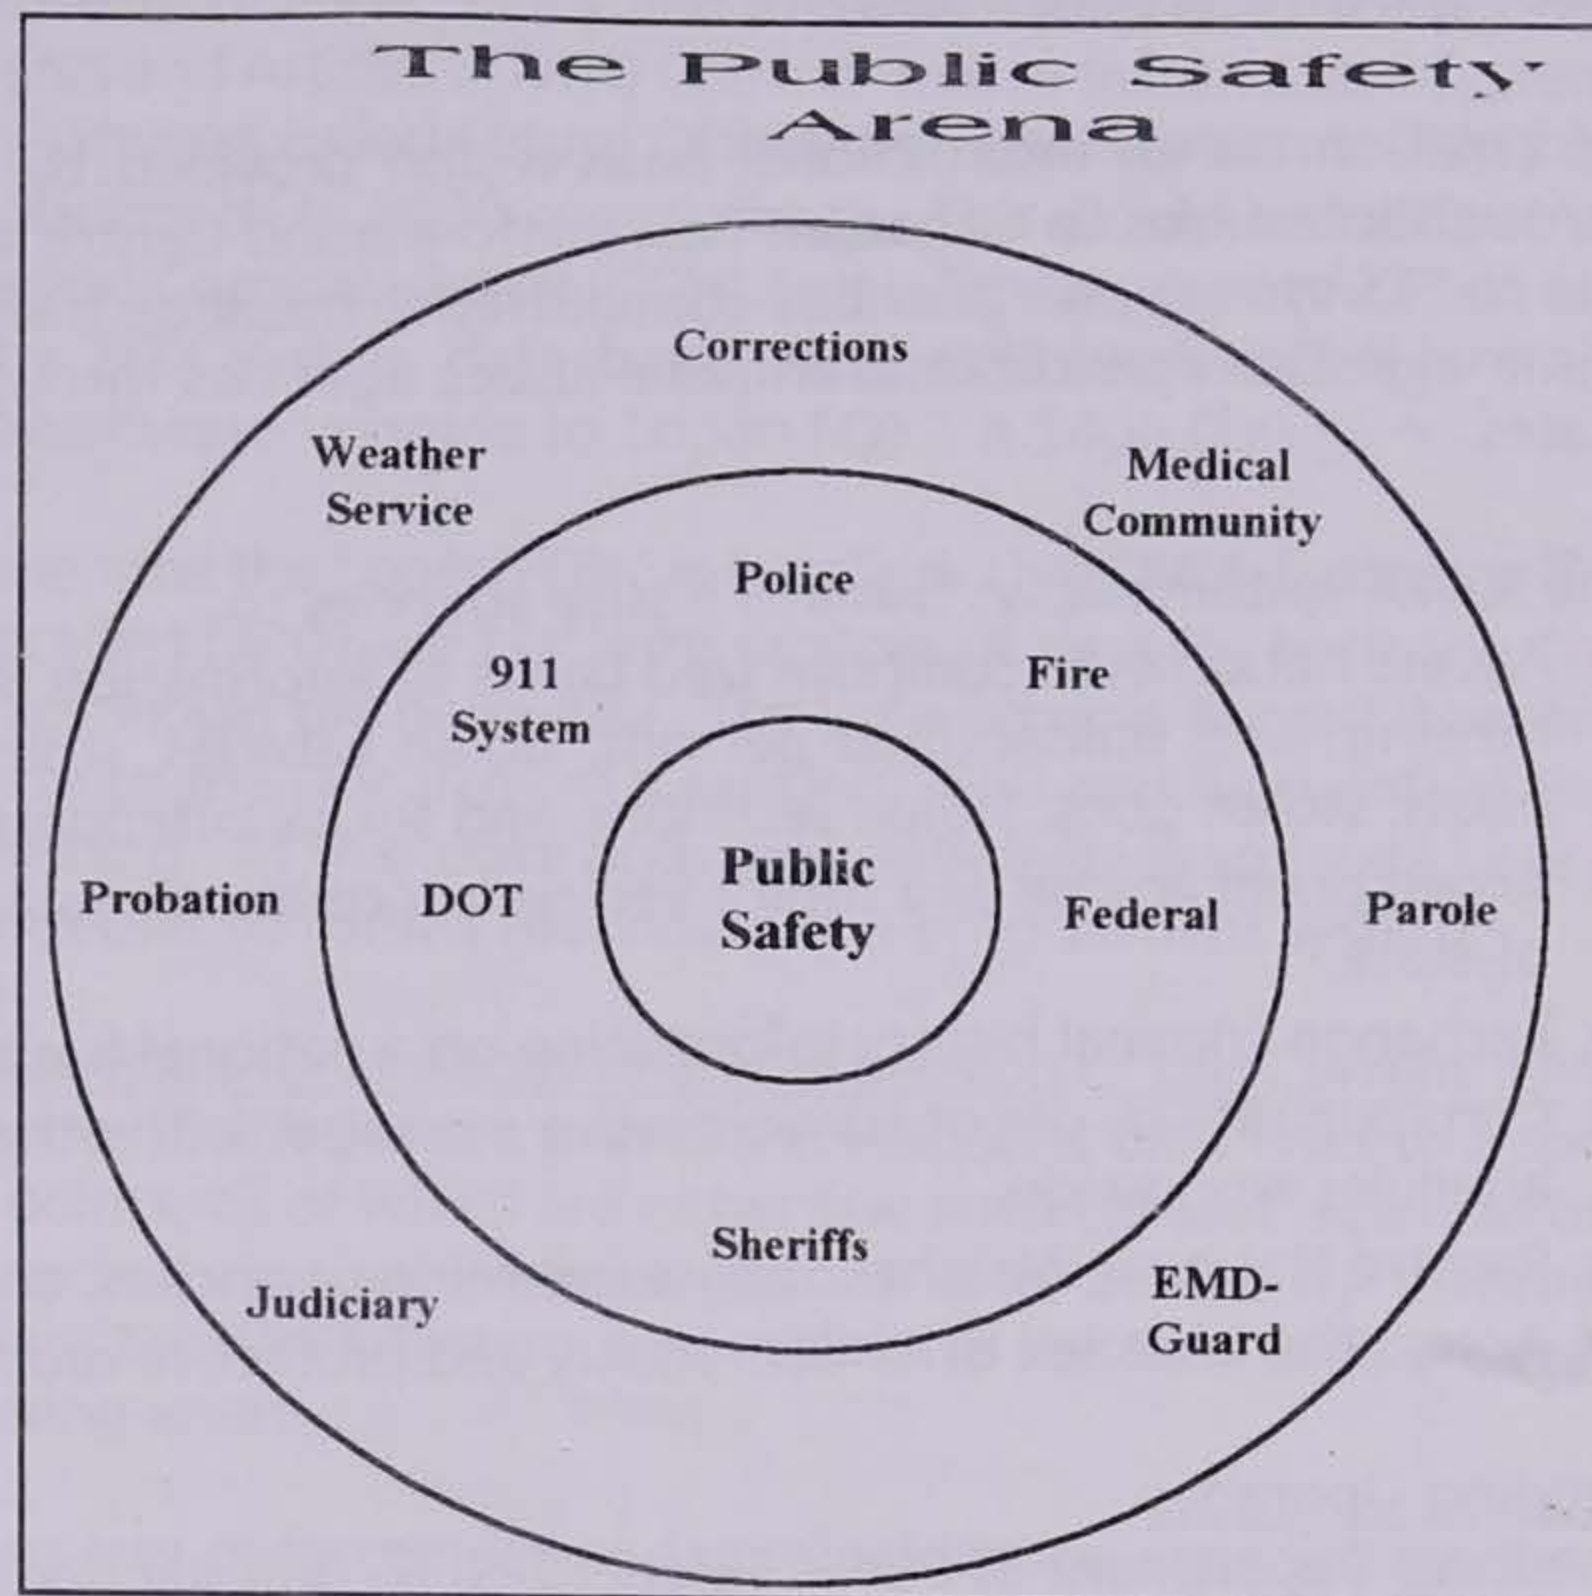 The Public Safety
Arena
Corrections
Weather
Service
Medical
Community
Police
911
System
Fire
Public
Safety
Probation
DOT
Federal
Parole
Sheriffs
Judiciary
EMD-
Guard